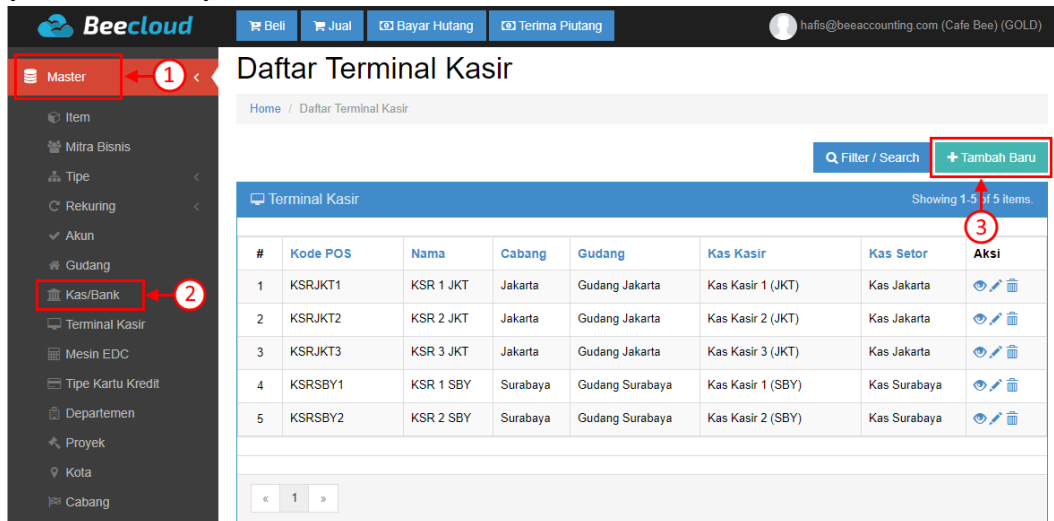 Beecloud
Beli
Jual
Bayar Hutang
Terima Piutang
hafis@beeaccounting.com (Cafe Bee) (GOLD)
Master
1
Item
Mitra Bisnis
Tipe
Rekuring
Akun
Gudang
Kas/Bank
2
Terminal Kasir
Mesin EDC
Tipe Kartu Kredit
Departemen
Proyek
Kota
Cabang
Daftar Terminal Kasir
Home / Daftar Terminal Kasir
Filter / Search
+ Tambah Baru
3
Terminal Kasir
Showing 1-5 of 5 items.
# Kode POS Nama Cabang Gudang Kas Kasir Kas Setor Aksi
1 KSRJKT1 KSR 1 JKT Jakarta Gudang Jakarta Kas Kasir 1 (JKT) Kas Jakarta
2 KSRJKT2 KSR 2 JKT Jakarta Gudang Jakarta Kas Kasir 2 (JKT) Kas Jakarta
3 KSRJKT3 KSR 3 JKT Jakarta Gudang Jakarta Kas Kasir 3 (JKT) Kas Jakarta
4 KSRSBY1 KSR 1 SBY Surabaya Gudang Surabaya Kas Kasir 1 (SBY) Kas Surabaya
5 KSRSBY2 KSR 2 SBY Surabaya Gudang Surabaya Kas Kasir 2 (SBY) Kas Surabaya
« 1 »